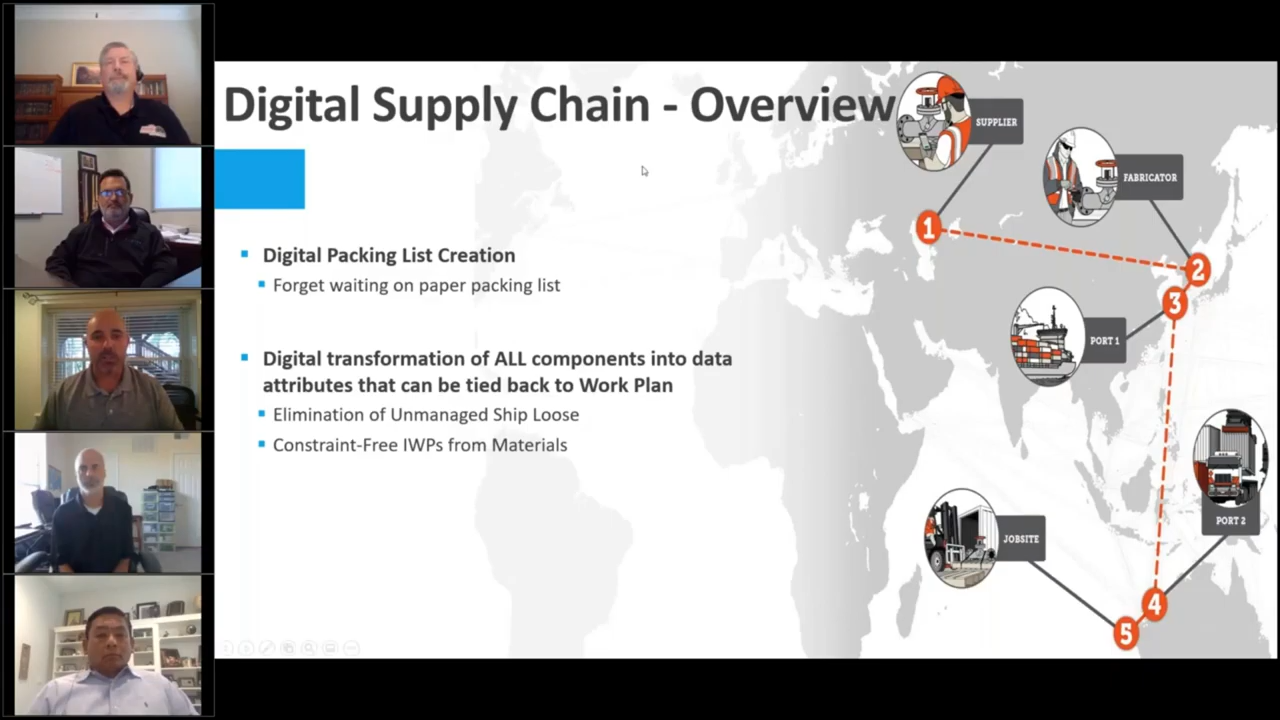 Digital Supply Chain - Overview
Digital Packing List Creation
Forget waiting on paper packing list
Digital transformation of ALL components into data
attributes that can be tied back to Work Plan
Elimination of Unmanaged Ship Loose
Constraint-Free IWPs from Materials
SUPPLIER
FABRICATOR
1
2
3
PORT 1
PORT 2
JOBSITE
4
5